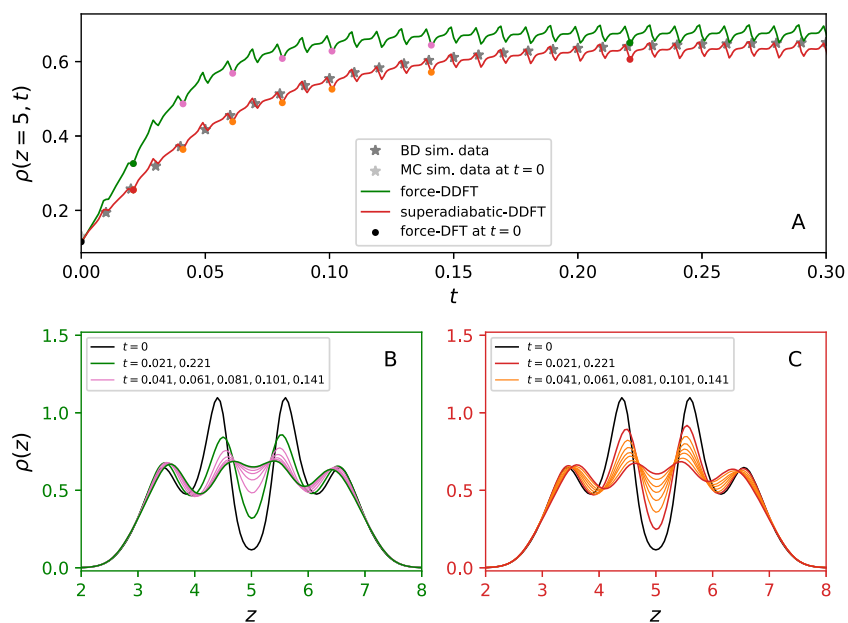 0.6
0.4
0.2
ρ(z = 5, t)
BD sim. data
MC sim. data at t = 0
force-DDFT
superadiabatic-DDFT
force-DFT at t = 0
A
0.00 0.05 0.10 0.15 0.20 0.25 0.30
t
1.5
1.0
0.5
0.0
ρ(z)
t = 0
t = 0.021, 0.221
t = 0.041, 0.061, 0.081, 0.101, 0.141
B
2 3 4 5 6 7 8
z
1.5
1.0
0.5
0.0
t = 0
t = 0.021, 0.221
t = 0.041, 0.061, 0.081, 0.101, 0.141
C
2 3 4 5 6 7 8
z